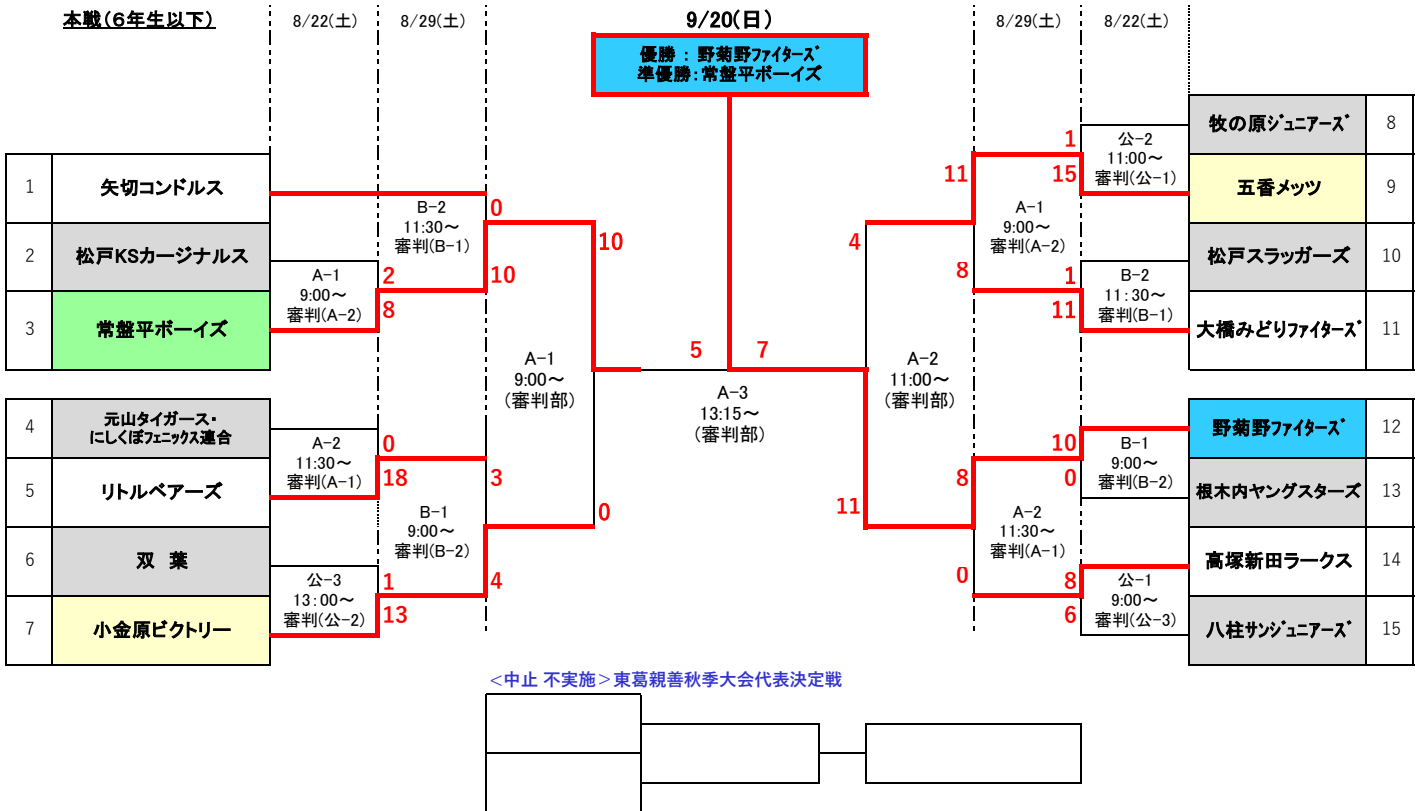 本戦(6年生以下)
8/22(土)
8/29(土)
9/20(日)
8/29(土)
8/22(土)
優勝 : 野菊野ファイターズ
準優勝:常盤平ボーイズ
1
矢切コンドルス
2
松戸KSカージナルス
3
常盤平ボーイズ
4
元山タイガース・
にしくぼフェニックス連合
5
リトルベアーズ
6
双 葉
7
小金原ビクトリー
A-1
9:00~
審判(A-2)
2
8
A-2
11:30~
審判(A-1)
0
18
公-3
13:00~
審判(公-2)
1
13
B-2
11:30~
審判(B-1)
0
10
B-1
9:00~
審判(B-2)
3
4
A-1
9:00~
(審判部)
10
0
5
7
A-3
13:15~
(審判部)
4
11
A-2
11:00~
(審判部)
11
8
A-1
9:00~
審判(A-2)
8
0
A-2
11:30~
審判(A-1)
1
15
公-2
11:00~
審判(公-1)
1
11
B-2
11:30~
審判(B-1)
10
0
B-1
9:00~
審判(B-2)
8
6
公-1
9:00~
審判(公-3)
牧の原ジュニアーズ
8
五香メッツ
9
松戸スラッガーズ
10
大橋みどりファイターズ
11
野菊野ファイターズ
12
根木内ヤングスターズ
13
高塚新田ラークス
14
八柱サンジュニアーズ
15
<中止 不実施>東葛親善秋季大会代表決定戦